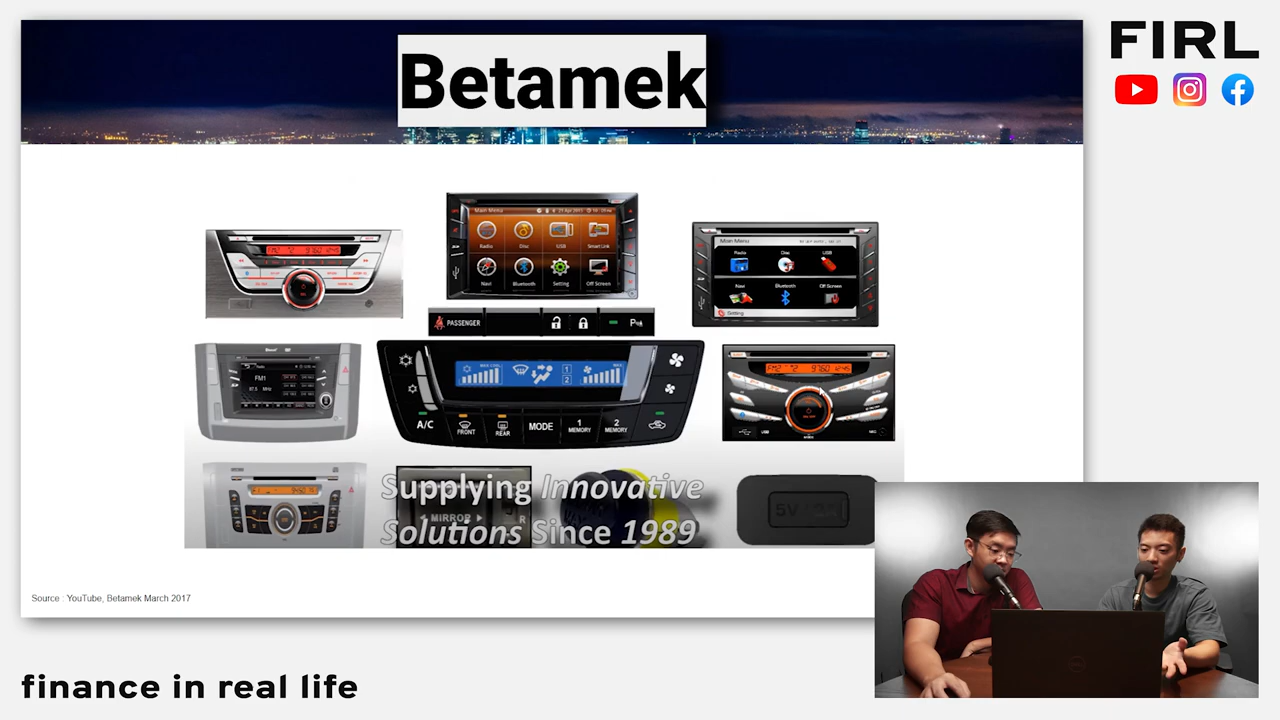 FIRL
Betamek
Main Menu
Radio Disc USB Smart Link
Navi Bluetooth Setting Off Screen
Main Menu
Radio Disc USB
Navi Bluetooth Off Screen
Setting
PASSENGER
FM1
A/C FRONT REAR MODE 1 MEMORY 2 MEMORY
USB
MIRROR R
5V
Supplying Innovative
Solutions Since 1989
Source : YouTube, Betamek March 2017
finance in real life